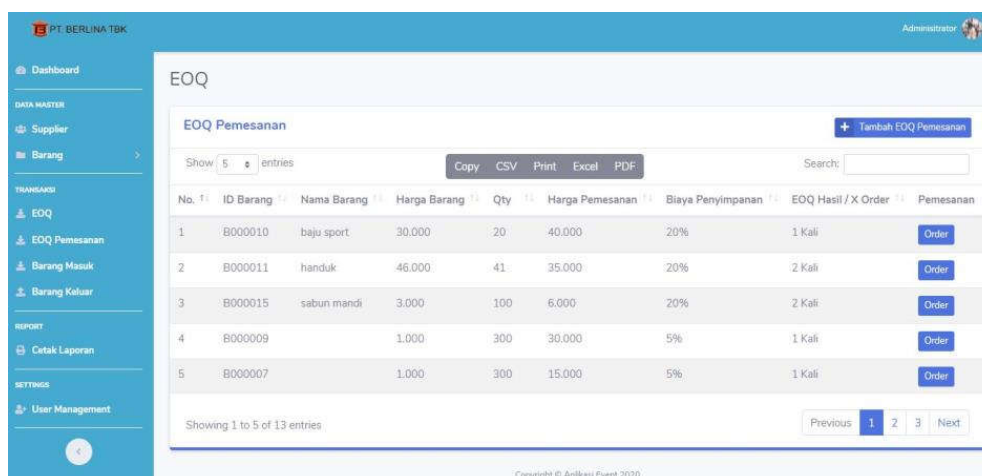 PT. BERLINA TBK
Adminisitrator
Dashboard
DATA MASTER
Supplier
Barang
TRANSAKSI
EOQ
EOQ Pemesanan
Barang Masuk
Barang Keluar
REPORT
Cetak Laporan
SETTINGS
User Management
EOQ
EOQ Pemesanan
+ Tambah EOQ Pemesanan
Show 5 entries
Copy CSV Print Excel PDF
Search:
No. ID Barang Nama Barang Harga Barang Qty Harga Pemesanan Biaya Penyimpanan EOQ Hasil / X Order Pemesanan
1 B000010 baju sport 30.000 20 40.000 20% 1 Kali Order
2 B000011 handuk 46.000 41 35.000 20% 2 Kali Order
3 B000015 sabun mandi 3.000 100 6.000 20% 2 Kali Order
4 B000009 1.000 300 30.000 5% 1 Kali Order
5 B000007 1.000 300 15.000 5% 1 Kali Order
Showing 1 to 5 of 13 entries
Previous 1 2 3 Next
Copyright © Aplikasi Event 2020